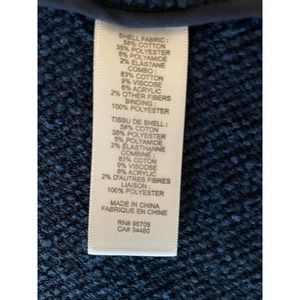 SHELL FABRIC :
58% COTTON
35% POLYESTER
5% POLYAMIDE
2% ELASTANE
COMBO :
83% COTTON
9% VISCOSE
6% ACRYLIC
2% OTHER FIBERS
BINDING :
100% POLYESTER
TISSU DE SHELL :
58% COTON
35% POLYESTER
5% POLYAMIDE
2% ELASTHANNE
COMBINE :
83% COTON
9% VISCOSE
6% ACRYLIC
2% D'AUTRES FIBRES
LIAISON :
100% POLYESTER
MADE IN CHINA
FABRIQUE EN CHINE
RN# 96705
CA# 34480